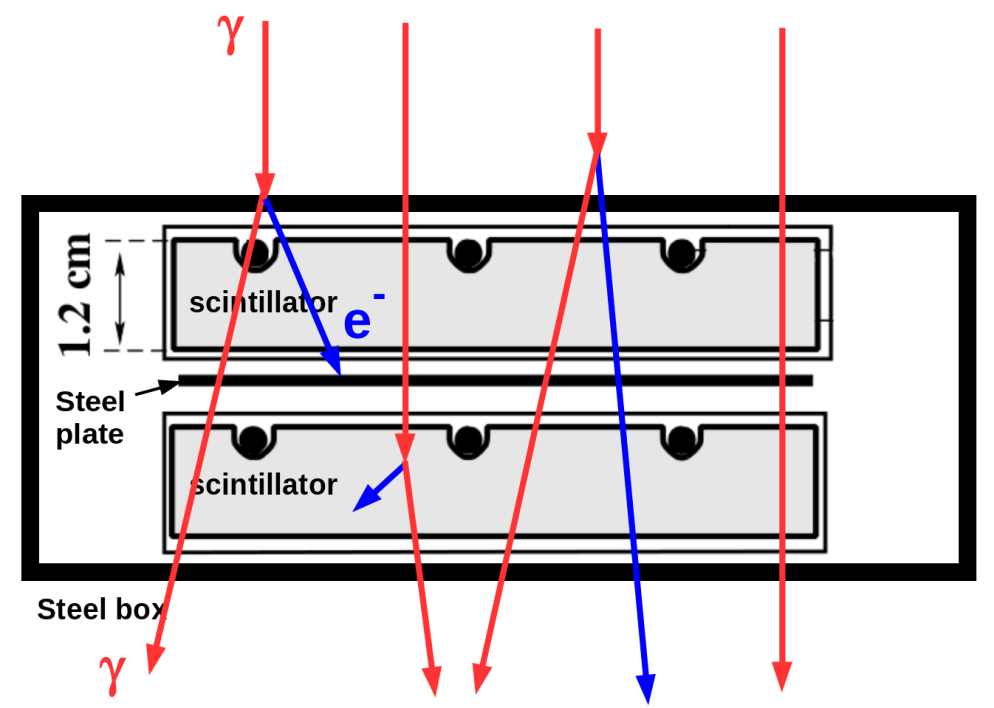 γ
1.2 cm
scintillator
e-
Steel
plate
scintillator
Steel box
γ